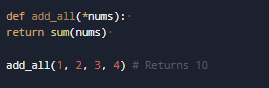 def add_all(*nums):
return sum(nums)

add_all(1, 2, 3, 4) # Returns 10